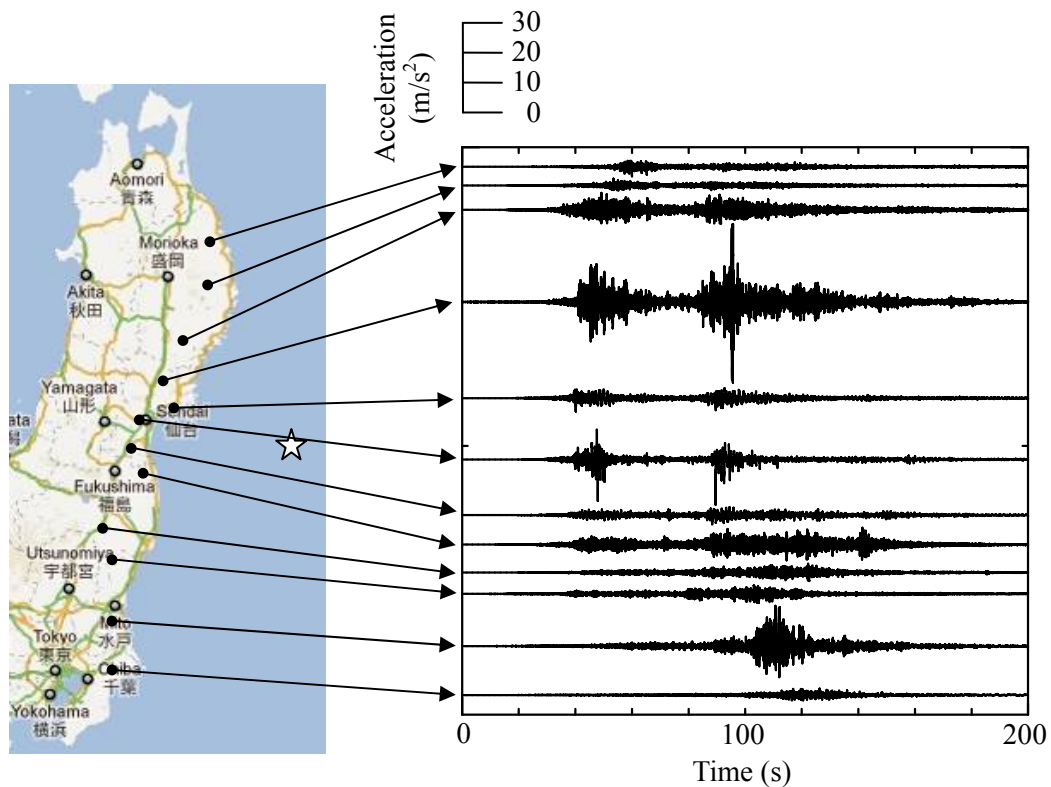 Aomori
青森
Morioka
盛岡
Akita
秋田
Yamagata
山形
Sendai
仙台
ata
潟
Fukushima
福島
Utsunomiya
宇都宮
Mito
水戸
Tokyo
東京
Chiba
千葉
Yokohama
横浜
Acceleration
(m/s²)
30
20
10
0
0
100
200
Time (s)